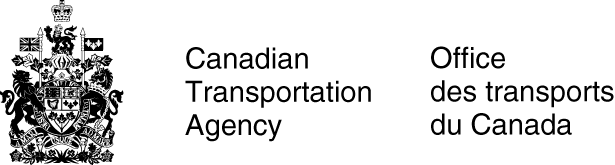 Canadian
Transportation
Agency
Office
des transports
du Canada